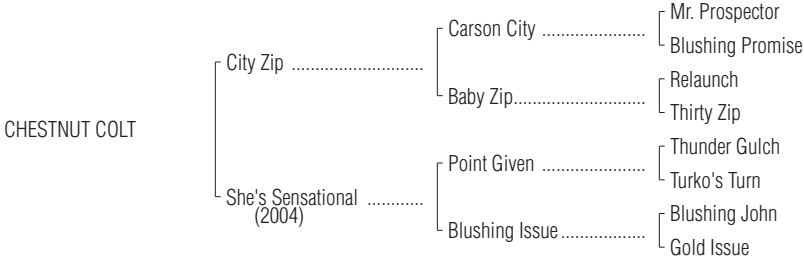 Mr. Prospector
Carson City ......................
Blushing Promise
City Zip ............................
Relaunch
Baby Zip............................
Thirty Zip
CHESTNUT COLT
Thunder Gulch
Point Given ......................
Turko's Turn
She's Sensational ............
(2004)
Blushing John
Blushing Issue..................
Gold Issue